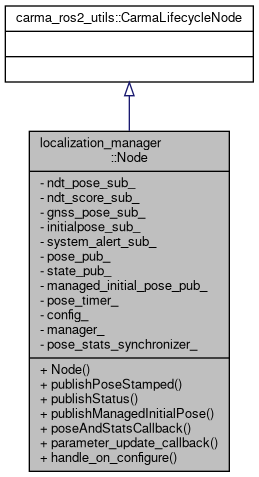 carma_ros2_utils::CarmaLifecycleNode
localization_manager
::Node
- ndt_pose_sub_
- ndt_score_sub_
- gnss_pose_sub_
- initialpose_sub_
- system_alert_sub_
- pose_pub_
- state_pub_
- managed_initial_pose_pub_
- pose_timer_
- config_
- manager_
- pose_stats_synchronizer_
+ Node()
+ publishPoseStamped()
+ publishStatus()
+ publishManagedInitialPose()
+ poseAndStatsCallback()
+ parameter_update_callback()
+ handle_on_configure()